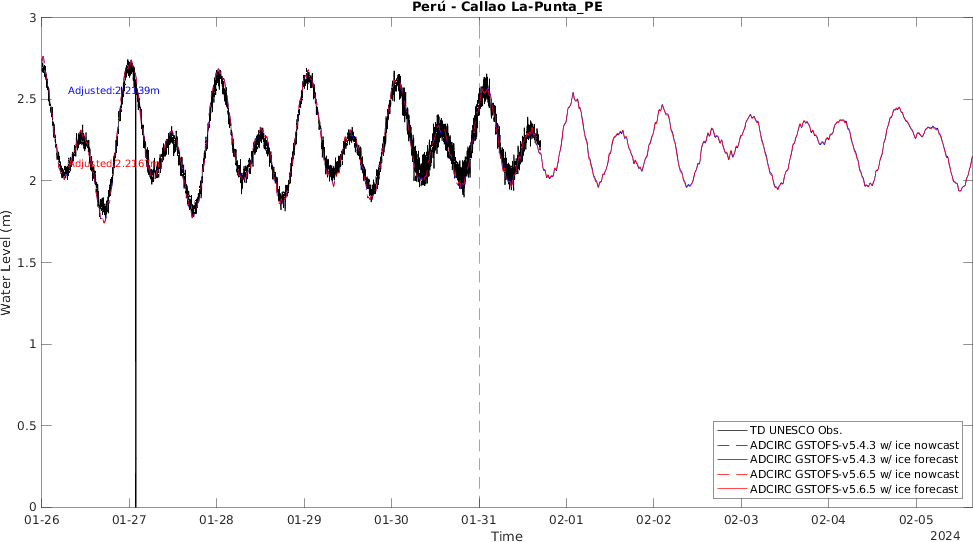 Perú - Callao La-Punta_PE
3
2.5
2
1.5
1
0.5
0
Water Level (m)
Adjusted:2.2139m
Adjusted:2.2167m
TD UNESCO Obs.
ADCIRC GSTOFS-v5.4.3 w/ ice nowcast
ADCIRC GSTOFS-v5.4.3 w/ ice forecast
ADCIRC GSTOFS-v5.6.5 w/ ice nowcast
ADCIRC GSTOFS-v5.6.5 w/ ice forecast
01-26 01-27 01-28 01-29 01-30 01-31 02-01 02-02 02-03 02-04 02-05
Time
2024